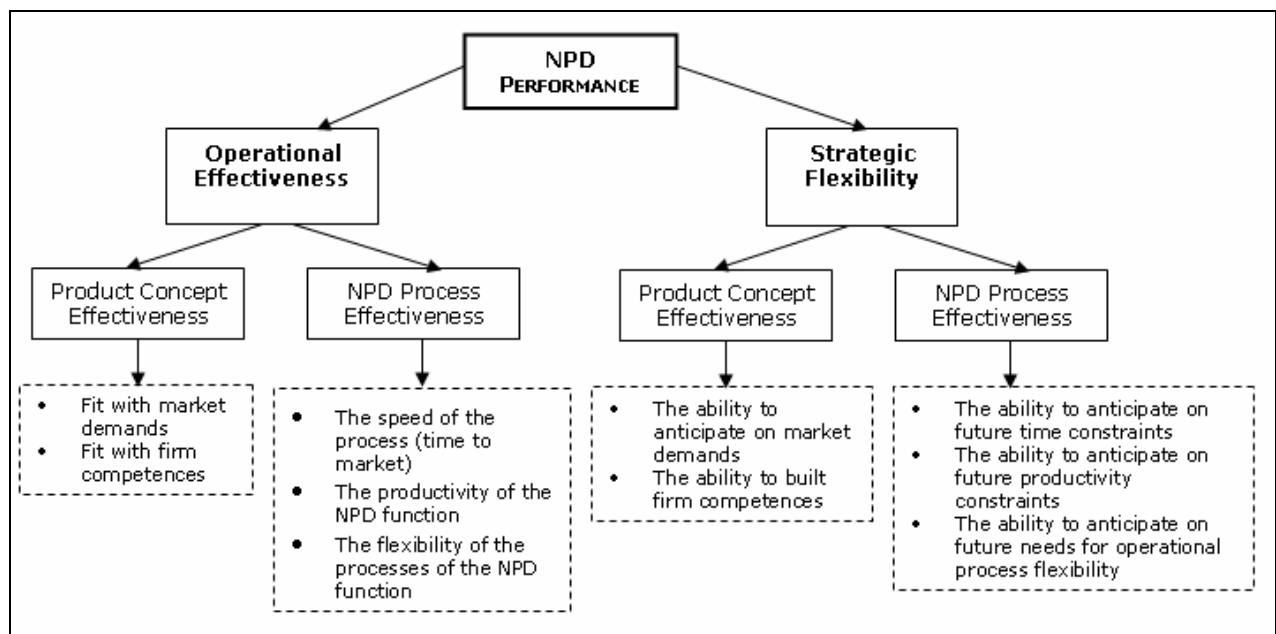 NPD
PERFORMANCE
Operational
Effectiveness
Strategic
Flexibility
Product Concept
Effectiveness
NPD Process
Effectiveness
Product Concept
Effectiveness
NPD Process
Effectiveness
• Fit with market
demands
• Fit with firm
competences
• The speed of the
process (time to
market)
• The productivity of the
NPD function
• The flexibility of the
processes of the NPD
function
• The ability to
anticipate on market
demands
• The ability to built
firm competences
• The ability to anticipate on
future time constraints
• The ability to anticipate on
future productivity
constraints
• The ability to anticipate on
future needs for operational
process flexibility